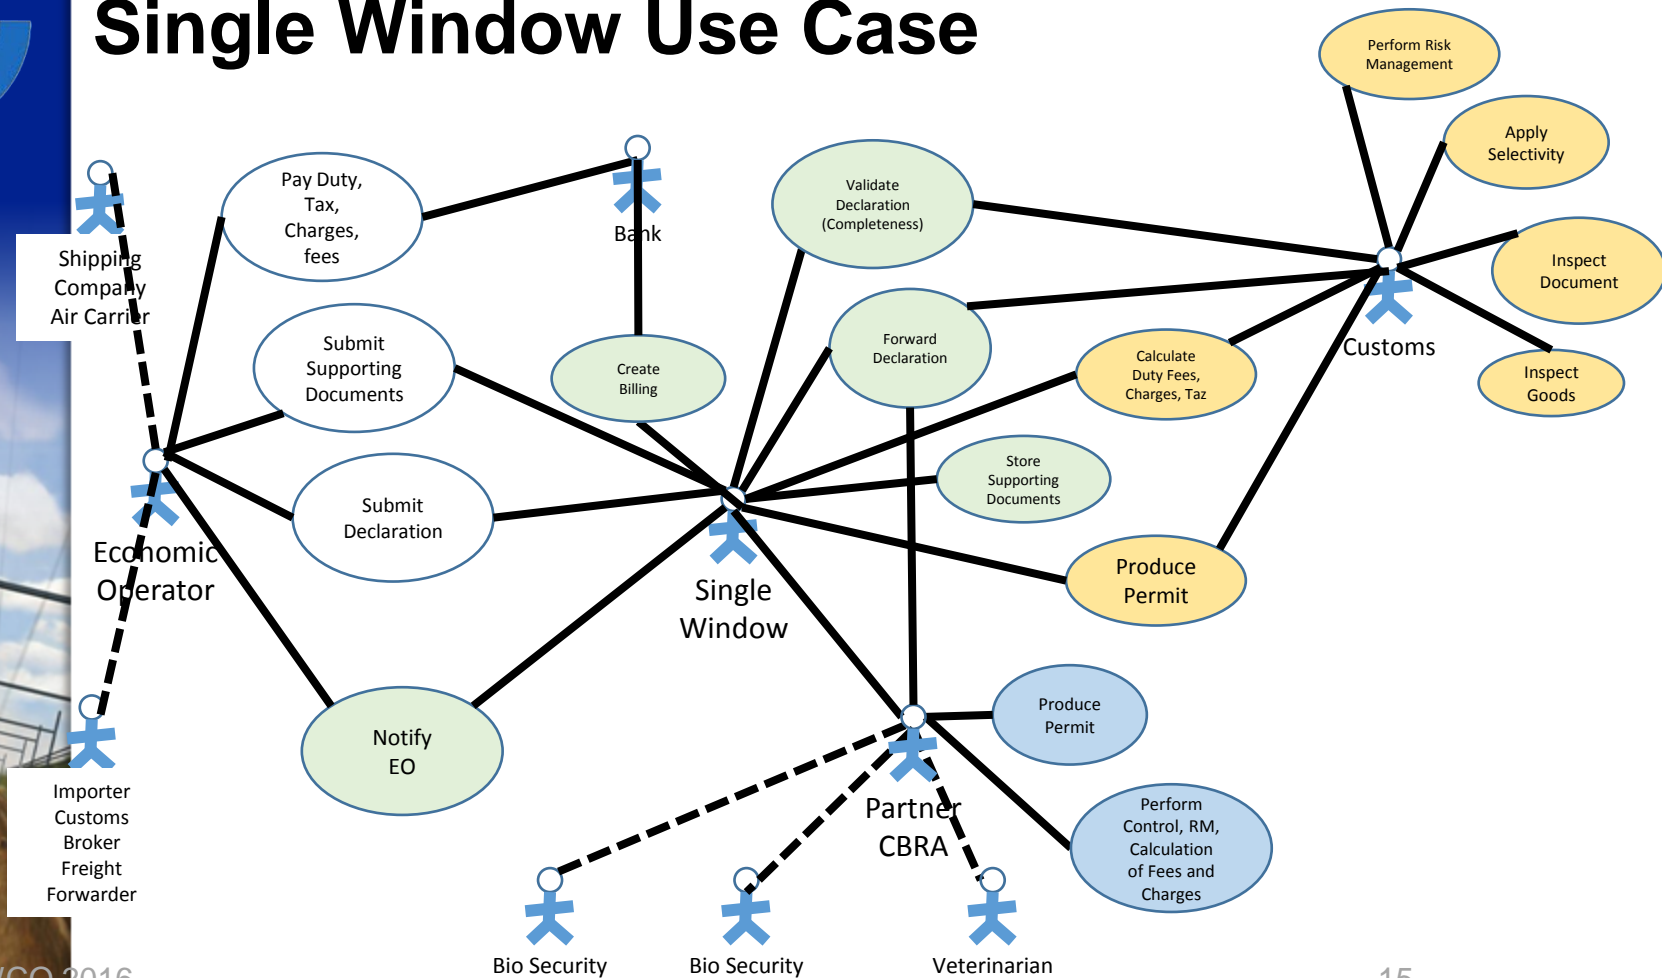 Single Window Use Case
Perform Risk
Management
Apply
Selectivity
Pay Duty,
Tax,
Charges,
fees
Bank
Validate
Declaration
(Completeness)
Shipping
Company
Air Carrier
Inspect
Document
Submit
Supporting
Documents
Create
Billing
Forward
Declaration
Calculate
Duty Fees,
Charges, Taz
Customs
Inspect
Goods
Store
Supporting
Documents
Submit
Declaration
Economic
Operator
Single
Window
Produce
Permit
Notify
EO
Produce
Permit
Partner
CBRA
Perform
Control, RM,
Calculation
of Fees and
Charges
Importer
Customs
Broker
Freight
Forwarder
Bio Security
Bio Security
Veterinarian
2016
15